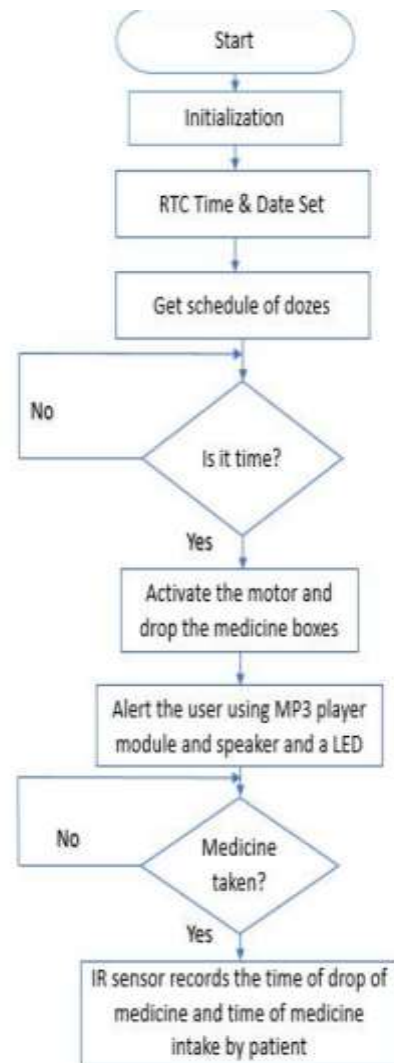 Start
Initialization
RTC Time & Date Set
Get schedule of dozes
No
Is it time?
Yes
Activate the motor and
drop the medicine boxes
Alert the user using MP3 player
module and speaker and a LED
No
Medicine
taken?
Yes
IR sensor records the time of drop of
medicine and time of medicine
intake by patient